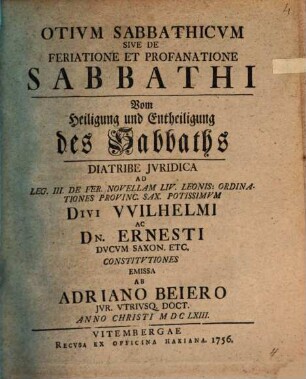 OTIVM SABBATHICVM
SIVE DE
FERIATIONE ET PROFANATIONE
SABBATHI
Vom
Heiligung und Entheiligung
des Sabbaths
DIATRIBE JVRIDICA
AD
LEG. III. DE FER. NOVELLAM LIV. LEONIS: ORDINA-
TIONES PROVINC. SAX. POTISSIMVM
DIVI VVILHELMI
AC
DN. ERNESTI
DVCVM SAXON. ETC.
CONSTITVTIONES
EMISSA
AB
ADRIANO BEIERO
JVR. VTRIVSQ. DOCT.
ANNO CHRISTI M DC LXIII.
VITEMBERGAE
RECVSA EX OFFICINA HAKIANA. 1756.